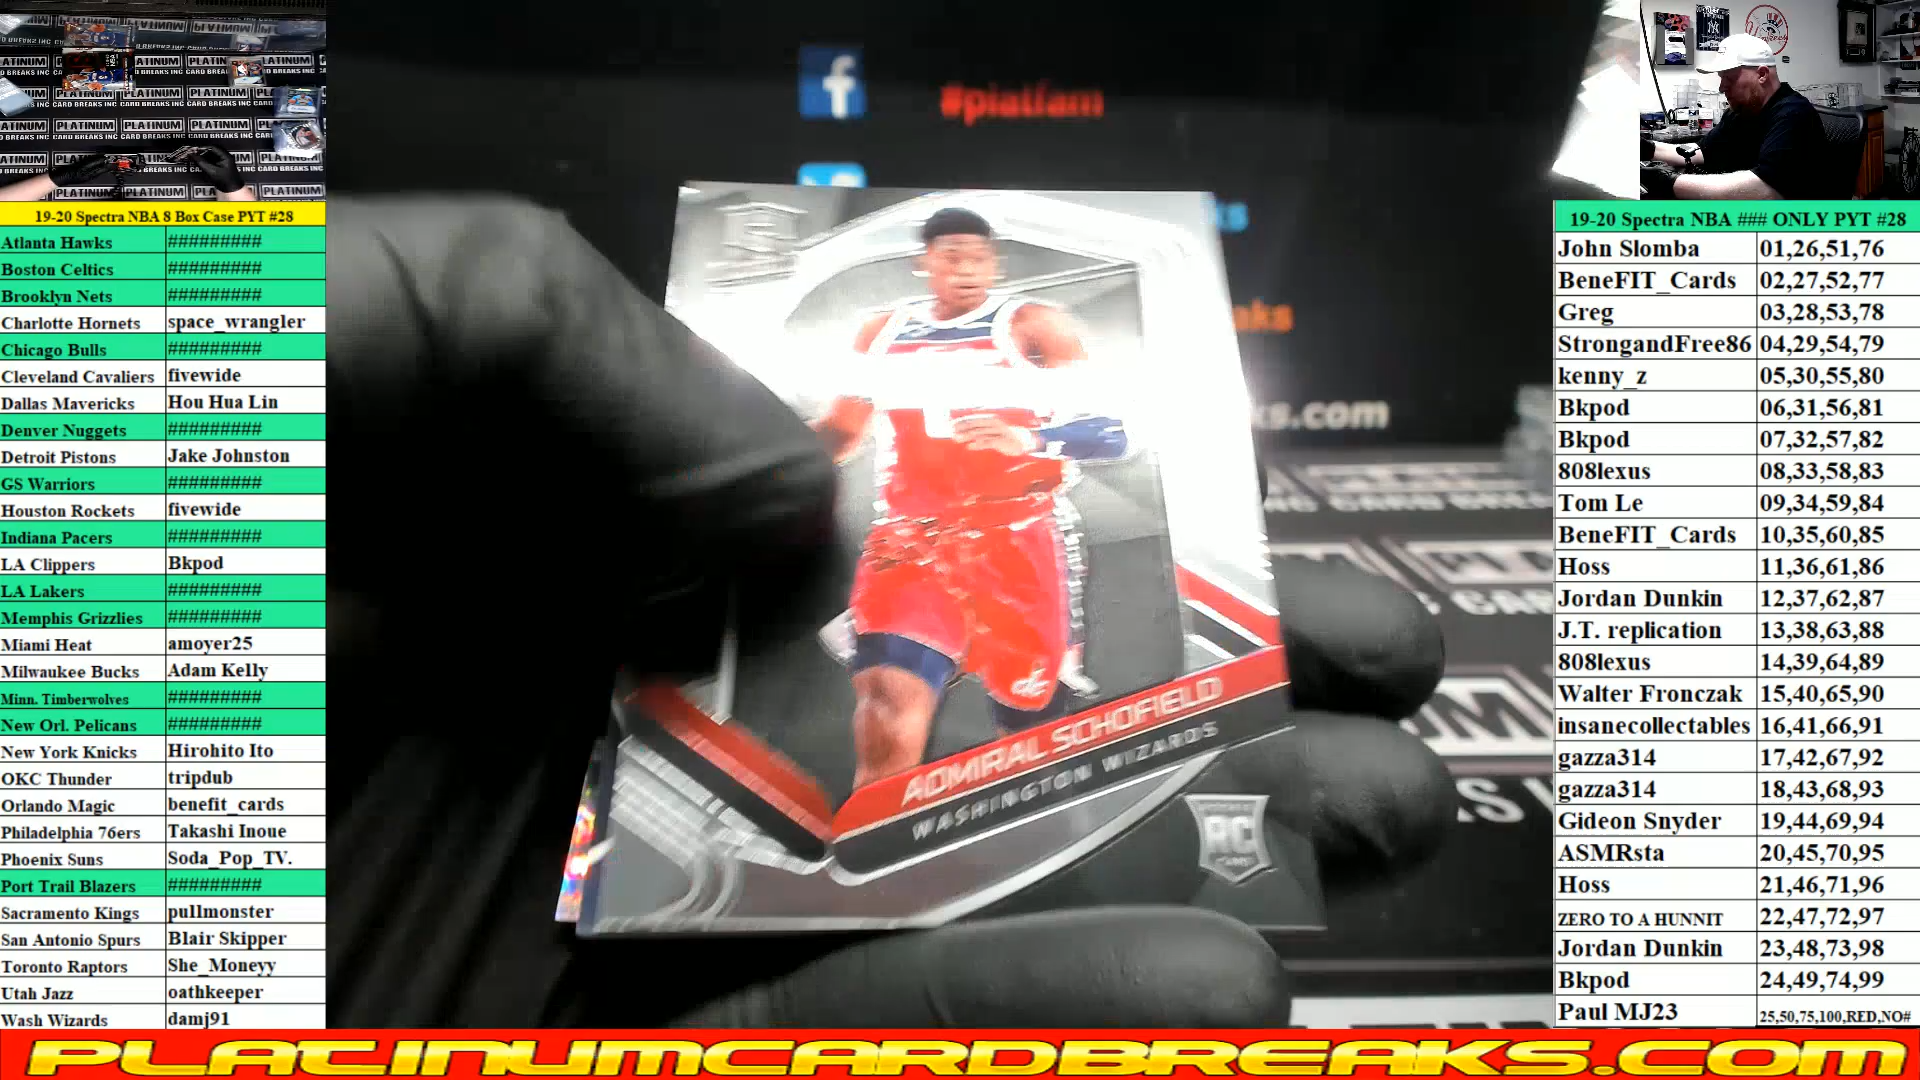 19-20 Spectra NBA 8 Box Case PYT #28
Atlanta Hawks #########
Boston Celtics #########
Brooklyn Nets #########
Charlotte Hornets space_wrangler
Chicago Bulls #########
Cleveland Cavaliers fivewide
Dallas Mavericks Hou Hua Lin
Denver Nuggets #########
Detroit Pistons Jake Johnston
GS Warriors #########
Houston Rockets fivewide
Indiana Pacers #########
LA Clippers Bkpod
LA Lakers #########
Memphis Grizzlies #########
Miami Heat amoyer25
Milwaukee Bucks Adam Kelly
Minn. Timberwolves #########
New Orl. Pelicans #########
New York Knicks Hirohito Ito
OKC Thunder tripdub
Orlando Magic benefit_cards
Philadelphia 76ers Takashi Inoue
Phoenix Suns Soda_Pop_TV.
Port Trail Blazers #########
Sacramento Kings pullmonster
San Antonio Spurs Blair Skipper
Toronto Raptors She_Moneyy
Utah Jazz oathkeeper
Wash Wizards damj91
#platfam
ks.com
ADMIRAL SCHOFIELD
WASHINGTON WIZARDS
RC
19-20 Spectra NBA ### ONLY PYT #28
John Slomba 01,26,51,76
BeneFIT_Cards 02,27,52,77
Greg 03,28,53,78
StrongandFree86 04,29,54,79
kenny_z 05,30,55,80
Bkpod 06,31,56,81
Bkpod 07,32,57,82
808lexus 08,33,58,83
Tom Le 09,34,59,84
BeneFIT_Cards 10,35,60,85
Hoss 11,36,61,86
Jordan Dunkin 12,37,62,87
J.T. replication 13,38,63,88
808lexus 14,39,64,89
Walter Fronczak 15,40,65,90
insanecollectables 16,41,66,91
gazza314 17,42,67,92
gazza314 18,43,68,93
Gideon Snyder 19,44,69,94
ASMRsta 20,45,70,95
Hoss 21,46,71,96
ZERO TO A HUNNIT 22,47,72,97
Jordan Dunkin 23,48,73,98
Bkpod 24,49,74,99
Paul MJ23 25,50,75,100,RED,NO#
PLATINUMCARDBREAKS.COM